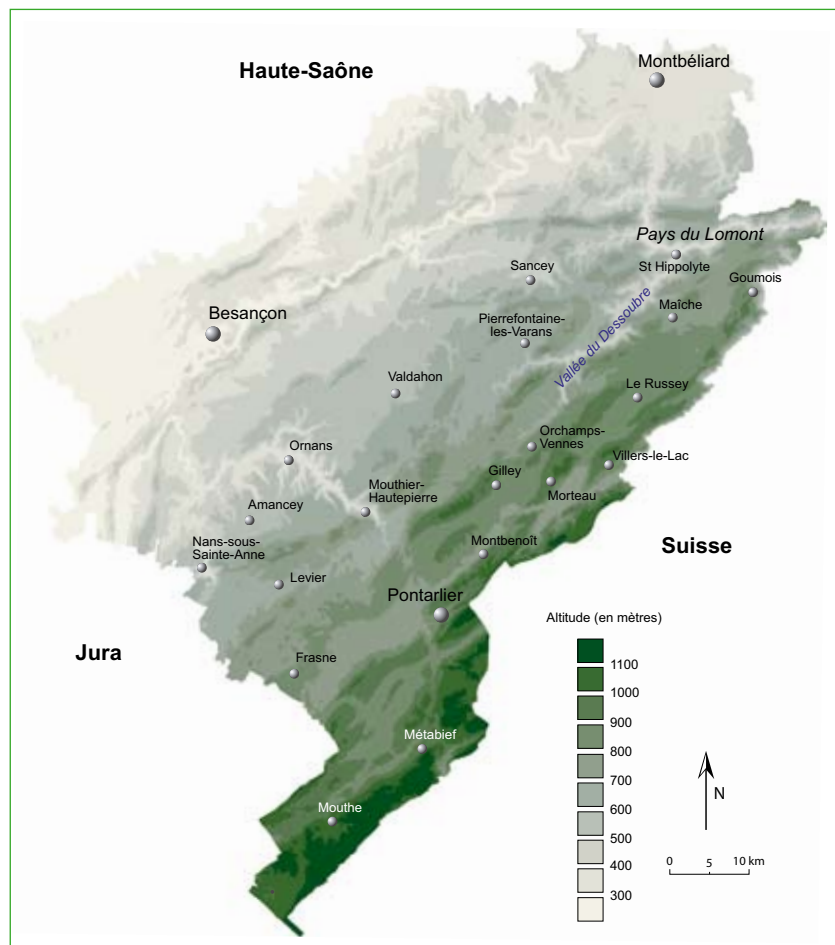 Haute-Saône
Montbéliard
Pays du Lomont
St Hippolyte
Goumois
Sancey
Maîche
Besançon
Pierrefontaine-
les-Varans
Vallée du Dessoubre
Valdahon
Le Russey
Orchamps-
Vennes
Ornans
Villers-le-Lac
Gilley
Mouthier-
Hautepierre
Morteau
Amancey
Nans-sous-
Sainte-Anne
Montbenoît
Suisse
Levier
Pontarlier
Altitude (en mètres)
Jura
Frasne
1100
1000
900
800
700
600
500
400
300
Métabief
Mouthe
N
0 5 10 km